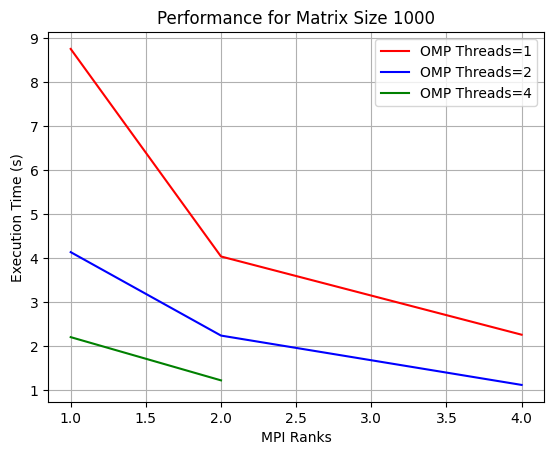 Performance for Matrix Size 1000
OMP Threads=1
OMP Threads=2
OMP Threads=4
Execution Time (s)
9
8
7
6
5
4
3
2
1
1.0 1.5 2.0 2.5 3.0 3.5 4.0
MPI Ranks